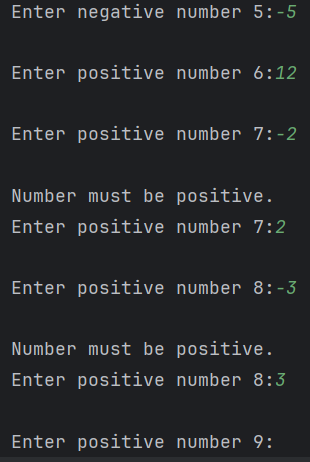 Enter negative number 5:-5
Enter positive number 6:12
Enter positive number 7:-2
Number must be positive.
Enter positive number 7:2
Enter positive number 8:-3
Number must be positive.
Enter positive number 8:3
Enter positive number 9: